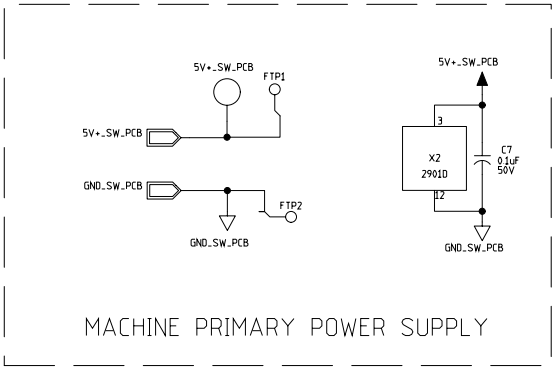 5V+_SW_PCB
FTP1
5V+_SW_PCB
GND_SW_PCB
FTP2
GND_SW_PCB
5V+_SW_PCB
3
X2
2901D
12
C7
0.1uF
50V
GND_SW_PCB
MACHINE PRIMARY POWER SUPPLY